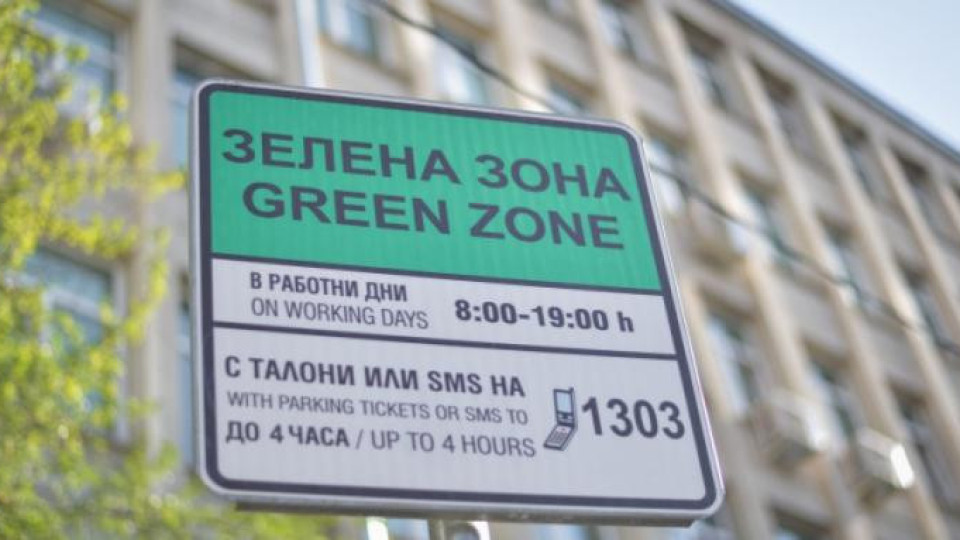 ЗЕЛЕНА ЗОНА
GREEN ZONE
В РАБОТНИ ДНИ
ON WORKING DAYS
8:00-19:00 h
С ТАЛОНИ ИЛИ SMS НА
WITH PARKING TICKETS OR SMS TO
1303
ДО 4 ЧАСА / UP TO 4 HOURS